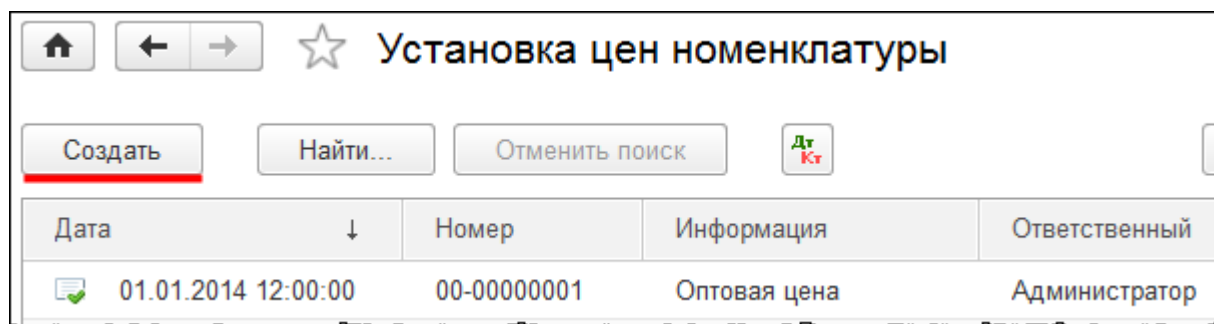 Установка цен номенклатуры
Создать Найти... Отменить поиск Дт Кт
Дата ↓ Номер Информация Ответственный
01.01.2014 12:00:00 00-00000001 Оптовая цена Администратор